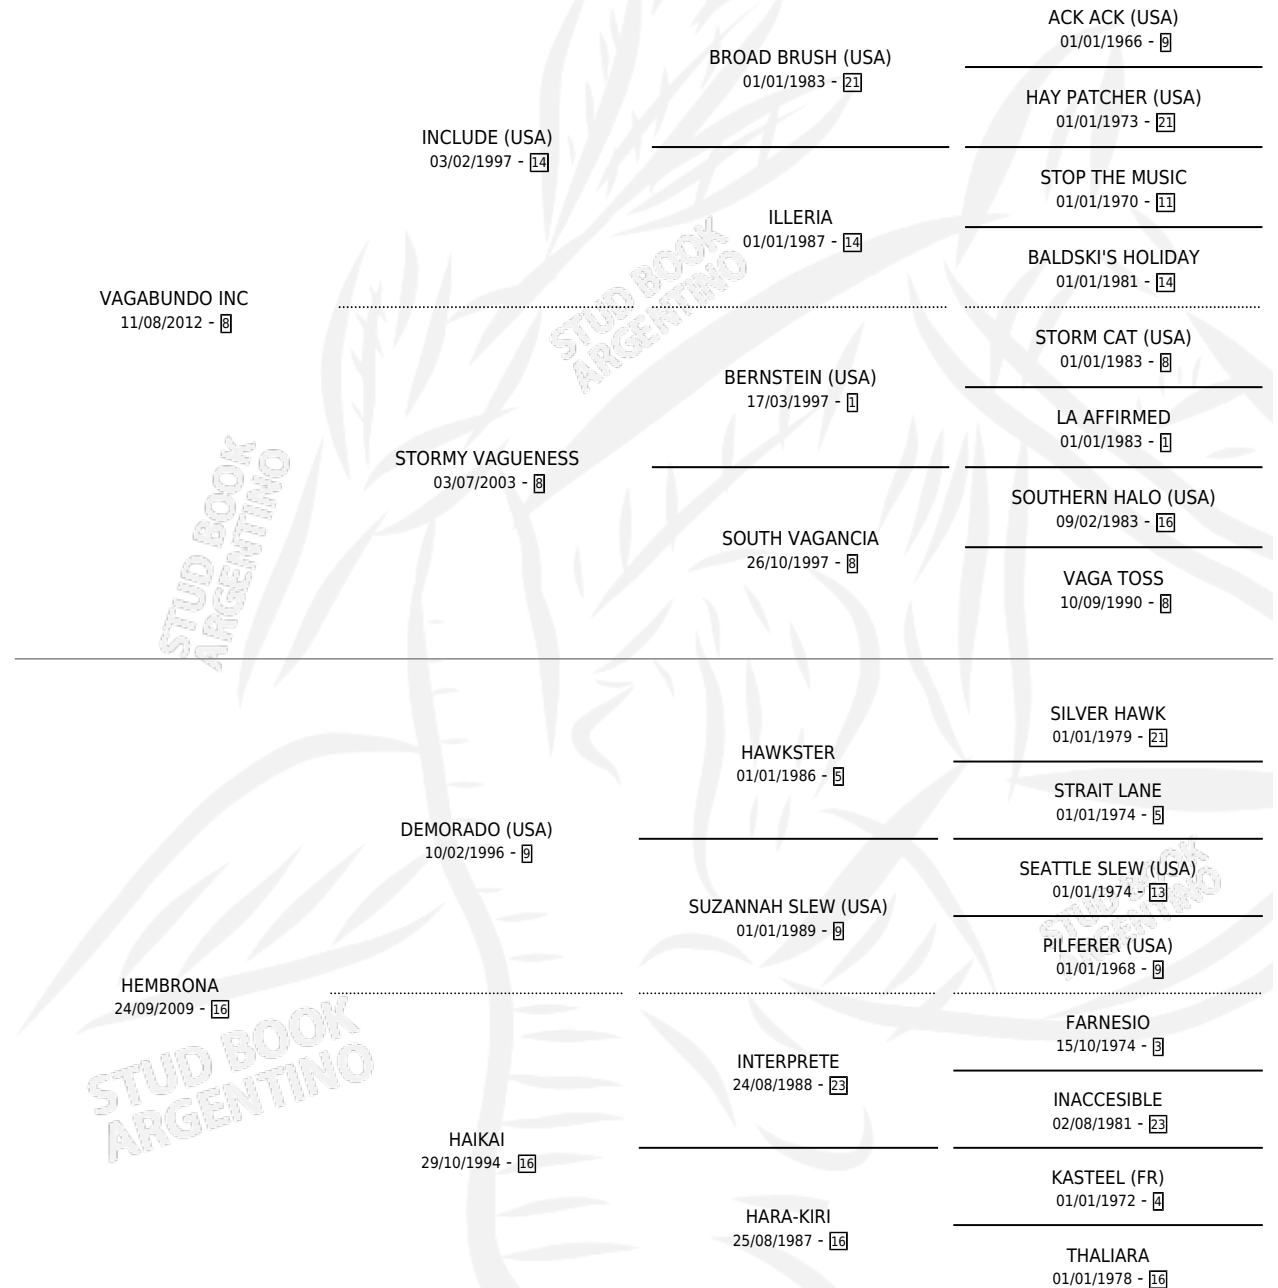 ACK ACK (USA)
01/01/1966 - 9
BROAD BRUSH (USA)
01/01/1983 - 21
HAY PATCHER (USA)
01/01/1973 - 21
INCLUDE (USA)
03/02/1997 - 14
STOP THE MUSIC
01/01/1970 - 11
ILLERIA
01/01/1987 - 14
BALDSKI'S HOLIDAY
01/01/1981 - 14
VAGABUNDO INC
11/08/2012 - 8
STORM CAT (USA)
01/01/1983 - 8
BERNSTEIN (USA)
17/03/1997 - 1
LA AFFIRMED
01/01/1983 - 1
STORMY VAGUENESS
03/07/2003 - 8
SOUTHERN HALO (USA)
09/02/1983 - 16
SOUTH VAGANCIA
26/10/1997 - 8
VAGA TOSS
10/09/1990 - 8
SILVER HAWK
01/01/1979 - 21
HAWKSTER
01/01/1986 - 5
STRAIT LANE
01/01/1974 - 5
DEMORADO (USA)
10/02/1996 - 9
SEATTLE SLEW (USA)
01/01/1974 - 13
SUZANNAH SLEW (USA)
01/01/1989 - 9
PILFERER (USA)
01/01/1968 - 9
HEMBRONA
24/09/2009 - 16
FARNESIO
15/10/1974 - 3
INTERPRETE
24/08/1988 - 23
INACCESIBLE
02/08/1981 - 23
HAIKAI
29/10/1994 - 16
KASTEEL (FR)
01/01/1972 - 4
HARA-KIRI
25/08/1987 - 16
THALIARA
01/01/1978 - 16
STUD BOOK
ARGENTINO
STUD BOOK
ARGENTINO
STUD BOOK
ARGENTINO
STUD BOOK
ARGENTINO